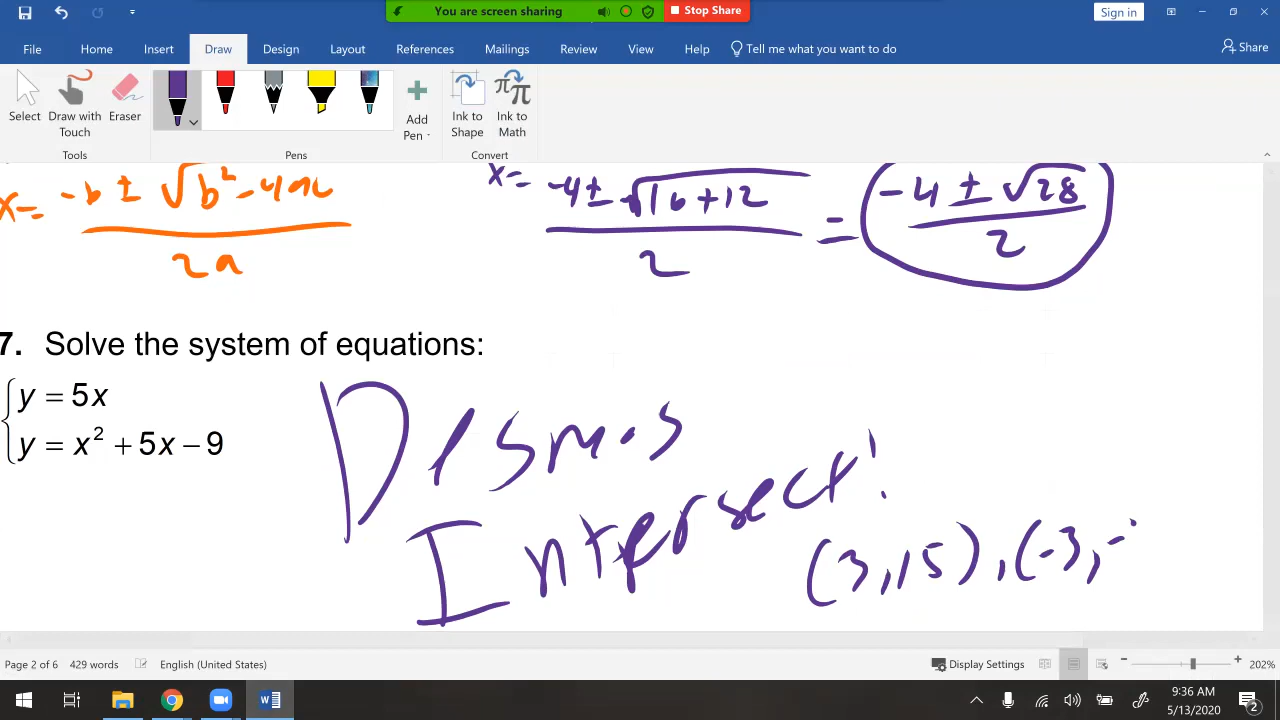 You are screen sharing
Stop Share
Sign in
File Home Insert Draw Design Layout References Mailings Review View Help Tell me what you want to do Share
Select Draw with Touch Eraser Add Pen Ink to Shape Ink to Math
Tools Pens Convert
x= -b ± √b² - 4ac / 2a
x= -4 ± √16+12 / 2 = -4 ± √28 / 2
7. Solve the system of equations:
y = 5x
y = x² + 5x − 9
Desmos
Intersect!
(3,15), (-3, -
Page 2 of 6 429 words English (United States) Display Settings 202%
9:36 AM
5/13/2020
2